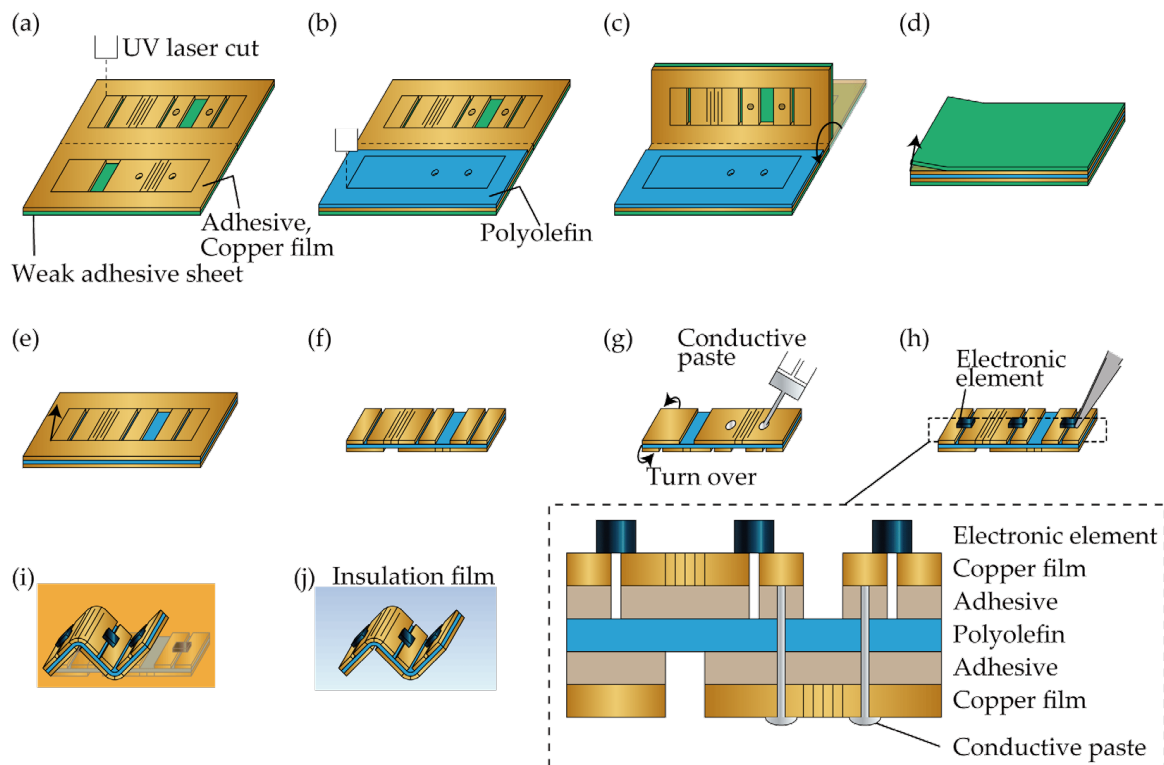 (a)
UV laser cut
Adhesive,
Copper film
Weak adhesive sheet
(b)
Polyolefin
(c)
(d)
(e)
(f)
(g)
Conductive
paste
Turn over
(h)
Electronic
element
Electronic element
Copper film
Adhesive
Polyolefin
Adhesive
Copper film
Conductive paste
(i)
(j)
Insulation film